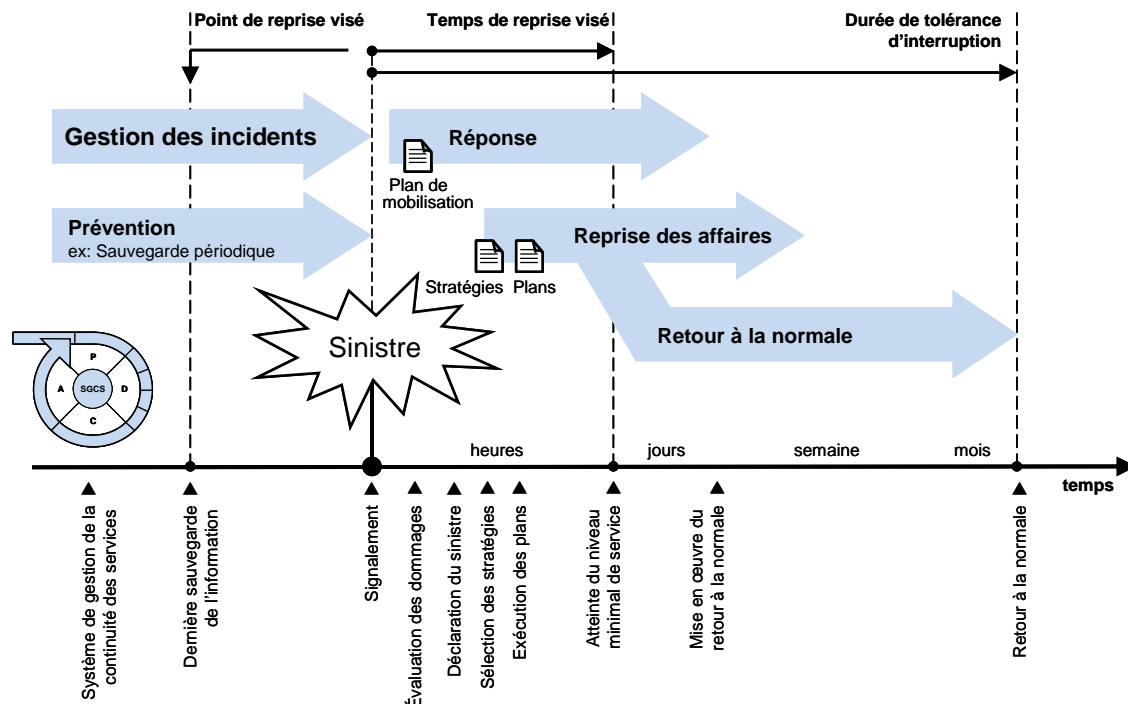 Point de reprise visé
Temps de reprise visé
Durée de tolérance
d'interruption
Gestion des incidents
Réponse
Plan de
mobilisation
Prévention
ex: Sauvegarde périodique
Reprise des affaires
Stratégies
Plans
Sinistre
Retour à la normale
P
A
SGCS
D
C
heures
jours
semaine
mois
temps
Système de gestion de la
continuité des services
Dernière sauvegarde
de l'information
Signalement
Évaluation des dommages
Déclaration du sinistre
Sélection des stratégies
Exécution des plans
Atteinte du niveau
minimal de service
Mise en œuvre du
retour à la normale
Retour à la normale